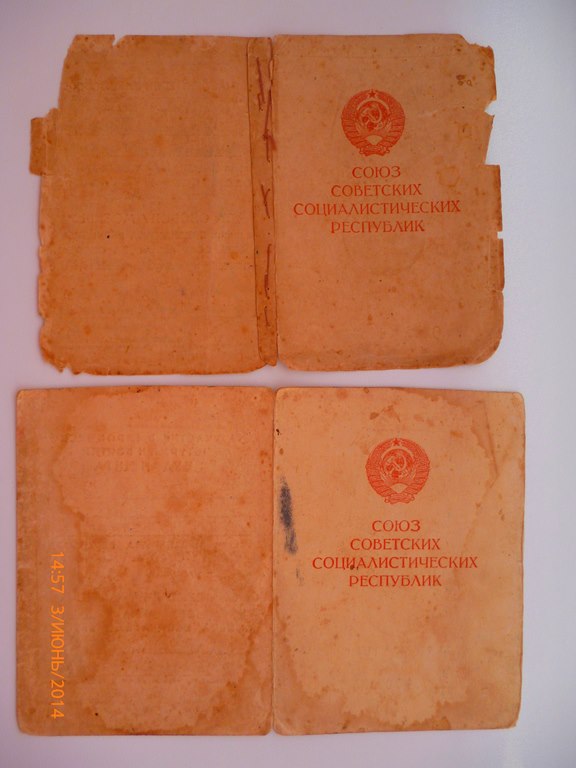 СОЮЗ
СОВЕТСКИХ
СОЦИАЛИСТИЧЕСКИХ
РЕСПУБЛИК
СОЮЗ
СОВЕТСКИХ
СОЦИАЛИСТИЧЕСКИХ
РЕСПУБЛИК
14:57 3/ИЮНЬ/2014